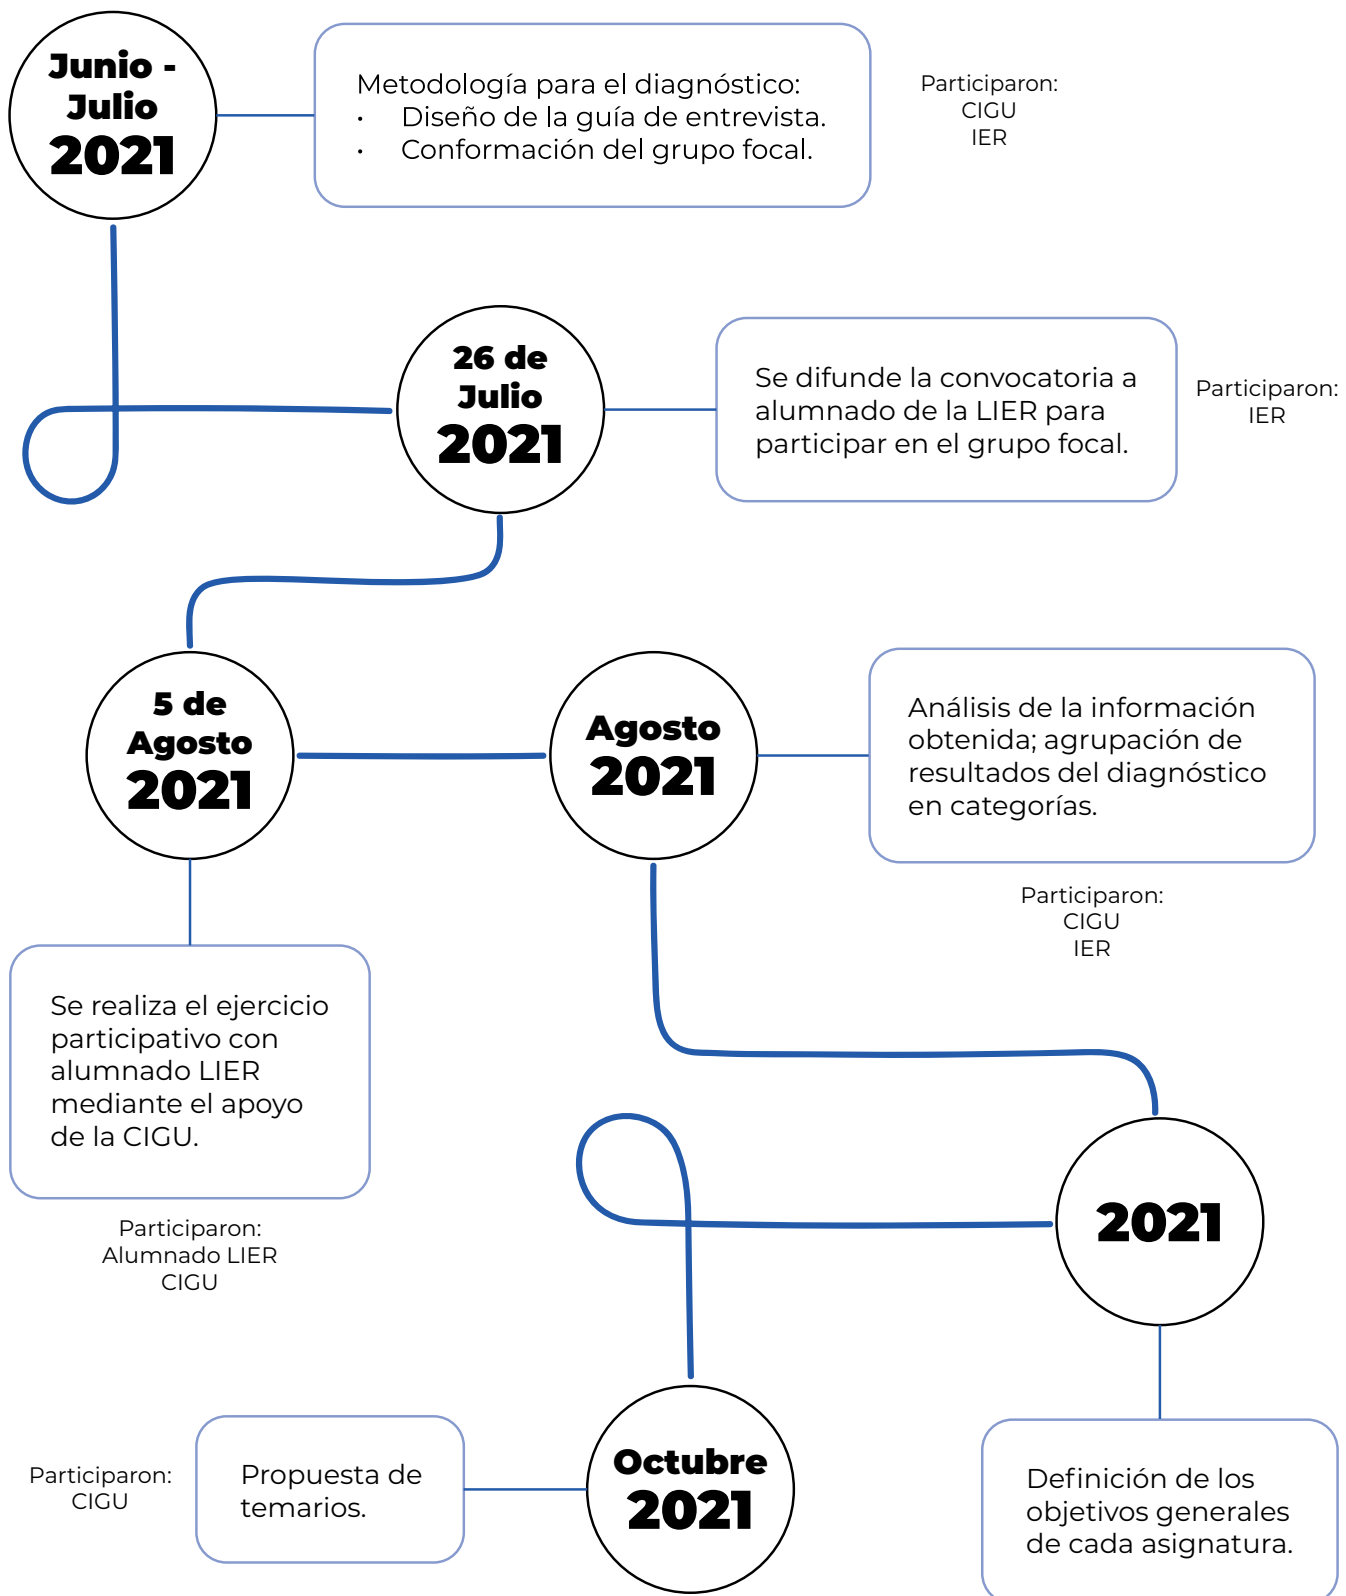 Junio -
Julio
2021
Metodología para el diagnóstico:
• Diseño de la guía de entrevista.
• Conformación del grupo focal.
Participaron:
CIGU
IER
26 de
Julio
2021
Se difunde la convocatoria a
alumnado de la LIER para
participar en el grupo focal.
Participaron:
IER
5 de
Agosto
2021
Se realiza el ejercicio
participativo con
alumnado LIER
mediante el apoyo
de la CIGU.
Participaron:
Alumnado LIER
CIGU
Agosto
2021
Análisis de la información
obtenida; agrupación de
resultados del diagnóstico
en categorías.
Participaron:
CIGU
IER
2021
Definición de los
objetivos generales
de cada asignatura.
Octubre
2021
Propuesta de
temarios.
Participaron:
CIGU